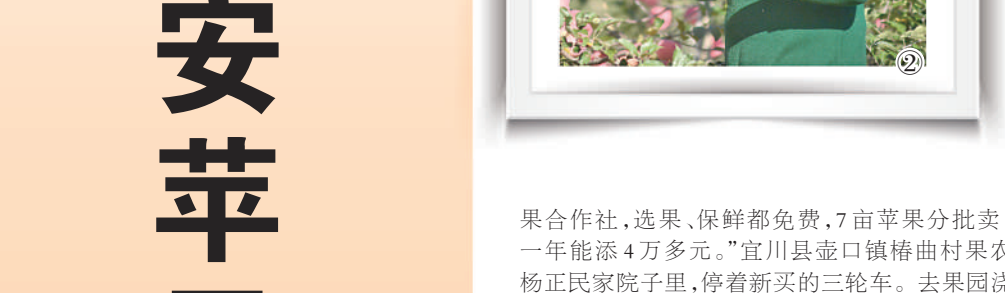 安
苹
②
果合作社,选果、保鲜都免费,7亩苹果分批卖
一年能添4万多元。”宜川县壶口镇椿曲村果农
杨正民家院子里,停着新买的三轮车。去果园浇